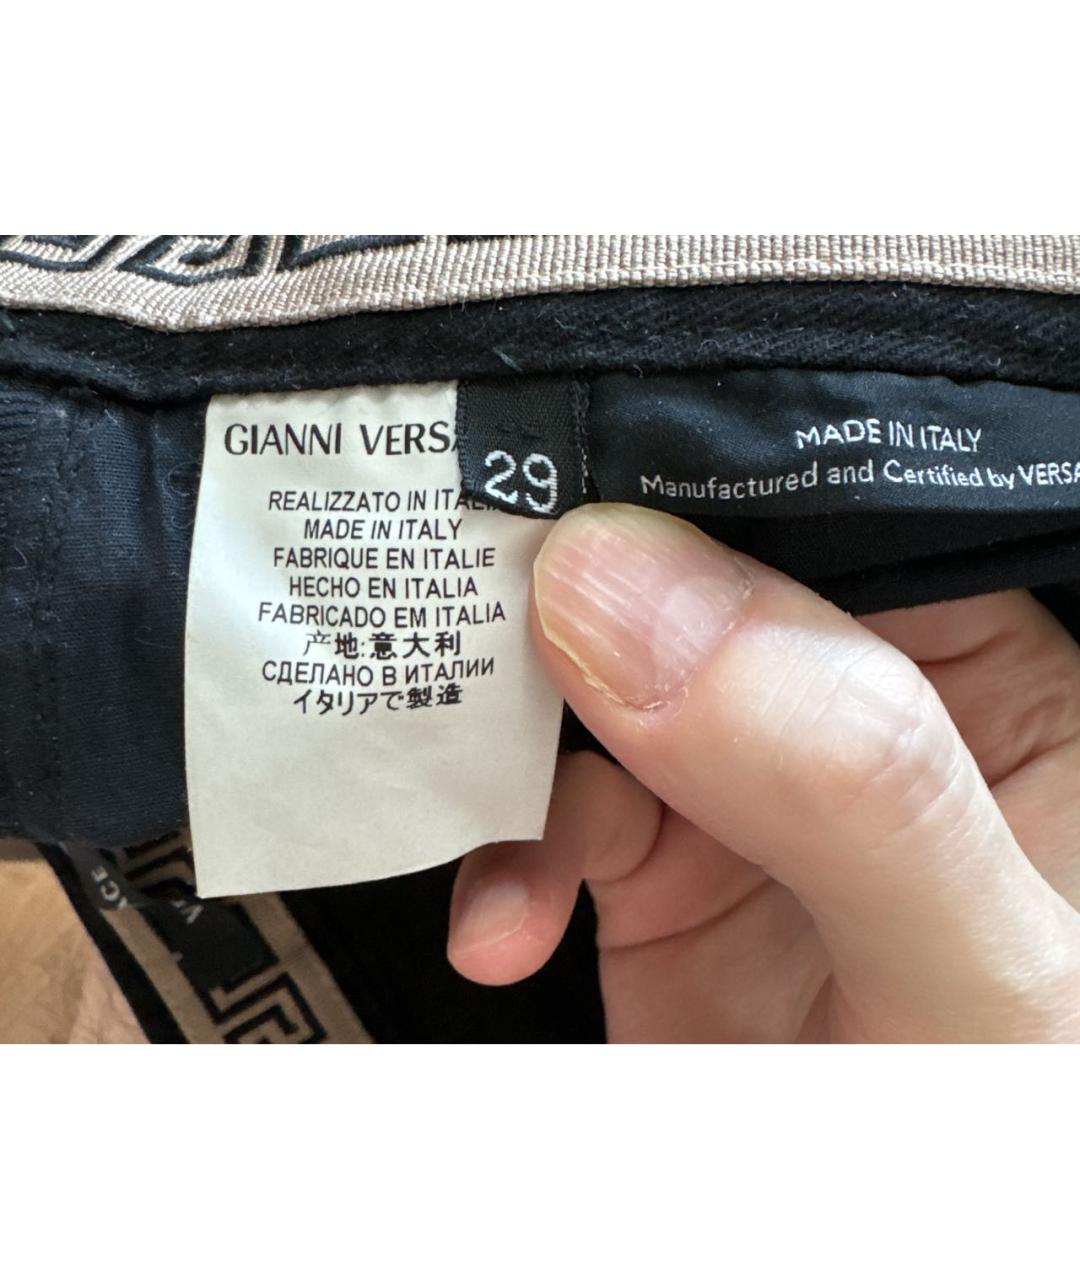 GIANNI VERSA
REALIZZATO IN ITALI
MADE IN ITALY
FABRIQUE EN ITALIE
HECHO EN ITALIA
FABRICADO EM ITALIA
产地:意大利
СДЕЛАНО В ИТАЛИИ
イタリアで製造
29
MADE IN ITALY
Manufactured and Certified by VERSA